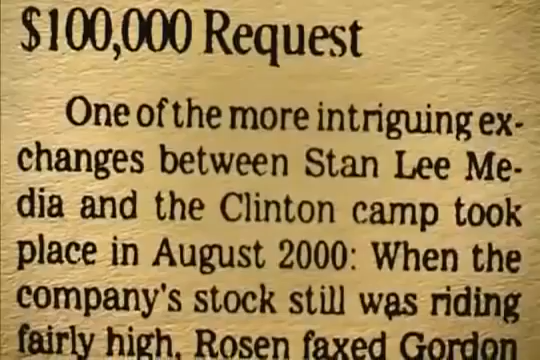 $100,000 Request
One of the more intriguing ex-
changes between Stan Lee Me-
dia and the Clinton camp took
place in August 2000: When the
company's stock still was riding
fairly high, Rosen faxed Gordon